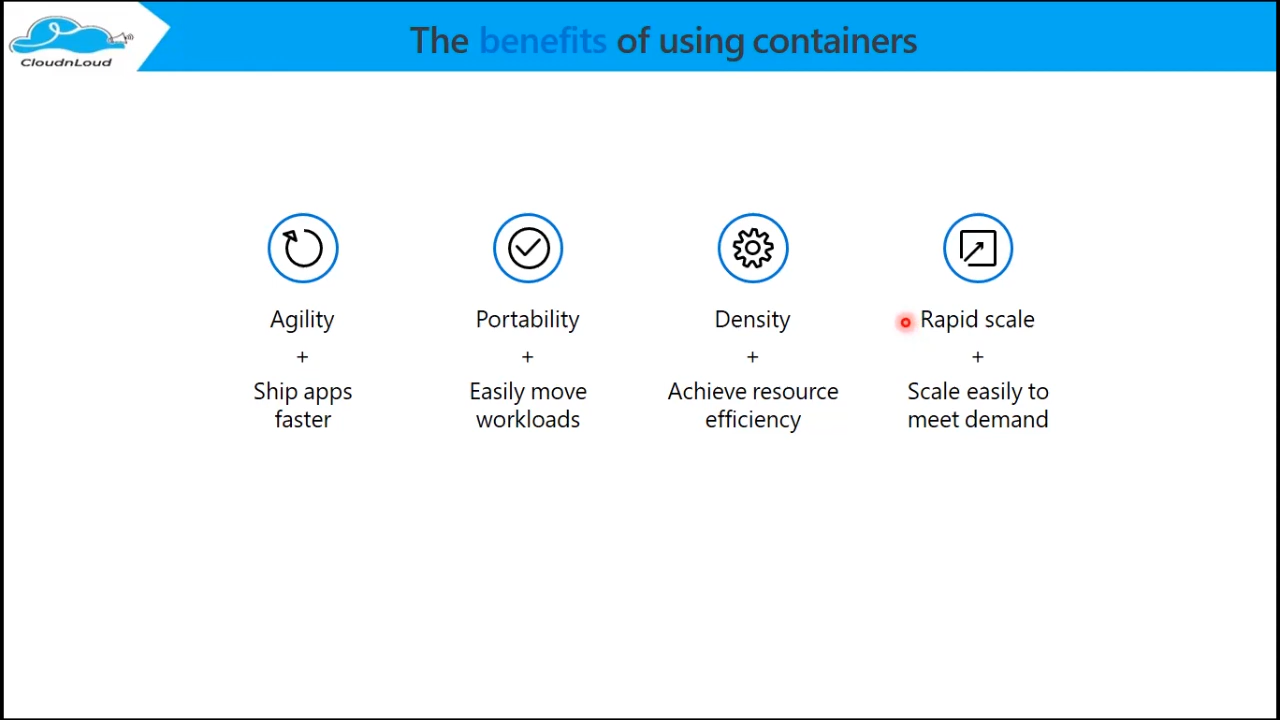 CloudnLoud
The benefits of using containers
Agility
+
Ship apps
faster
Portability
+
Easily move
workloads
Density
+
Achieve resource
efficiency
Rapid scale
+
Scale easily to
meet demand